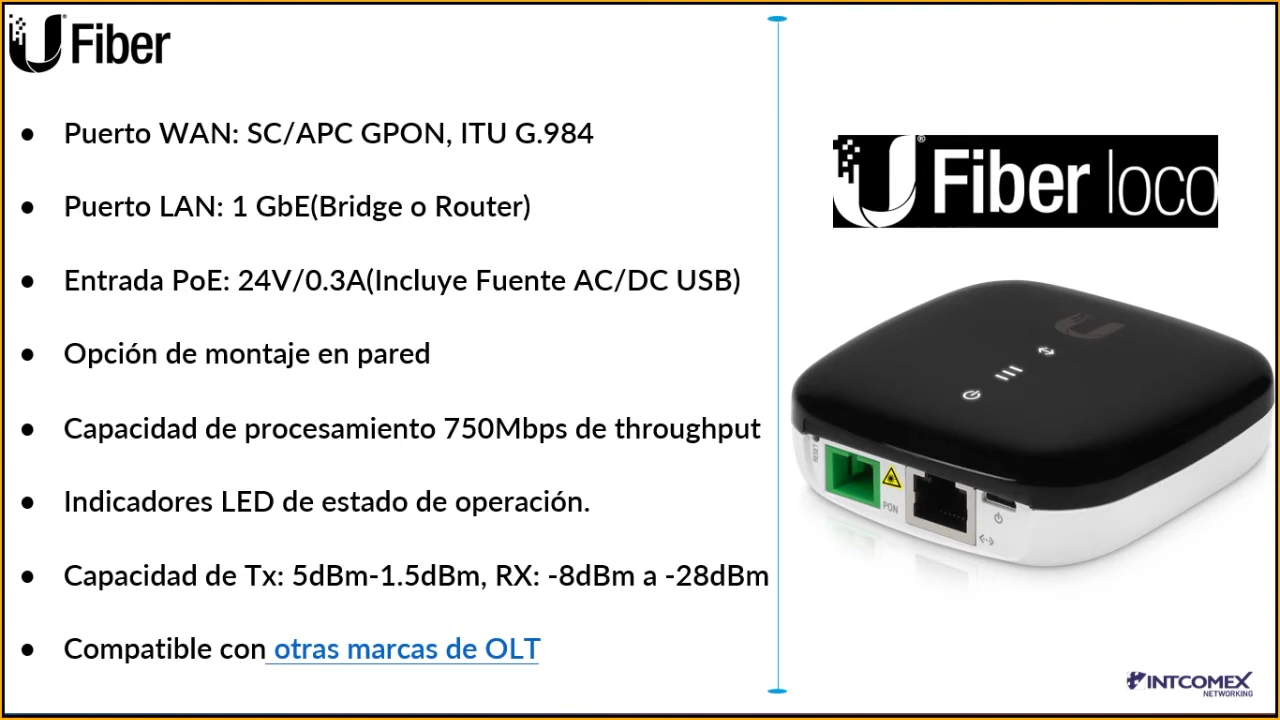 U Fiber
● Puerto WAN: SC/APC GPON, ITU G.984
● Puerto LAN: 1 GbE(Bridge o Router)
● Entrada PoE: 24V/0.3A(Incluye Fuente AC/DC USB)
● Opción de montaje en pared
● Capacidad de procesamiento 750Mbps de throughput
● Indicadores LED de estado de operación.
● Capacidad de Tx: 5dBm-1.5dBm, RX: -8dBm a -28dBm
● Compatible con otras marcas de OLT
U® Fiber loco
RESET
PON
INTCOMEX
NETWORKING